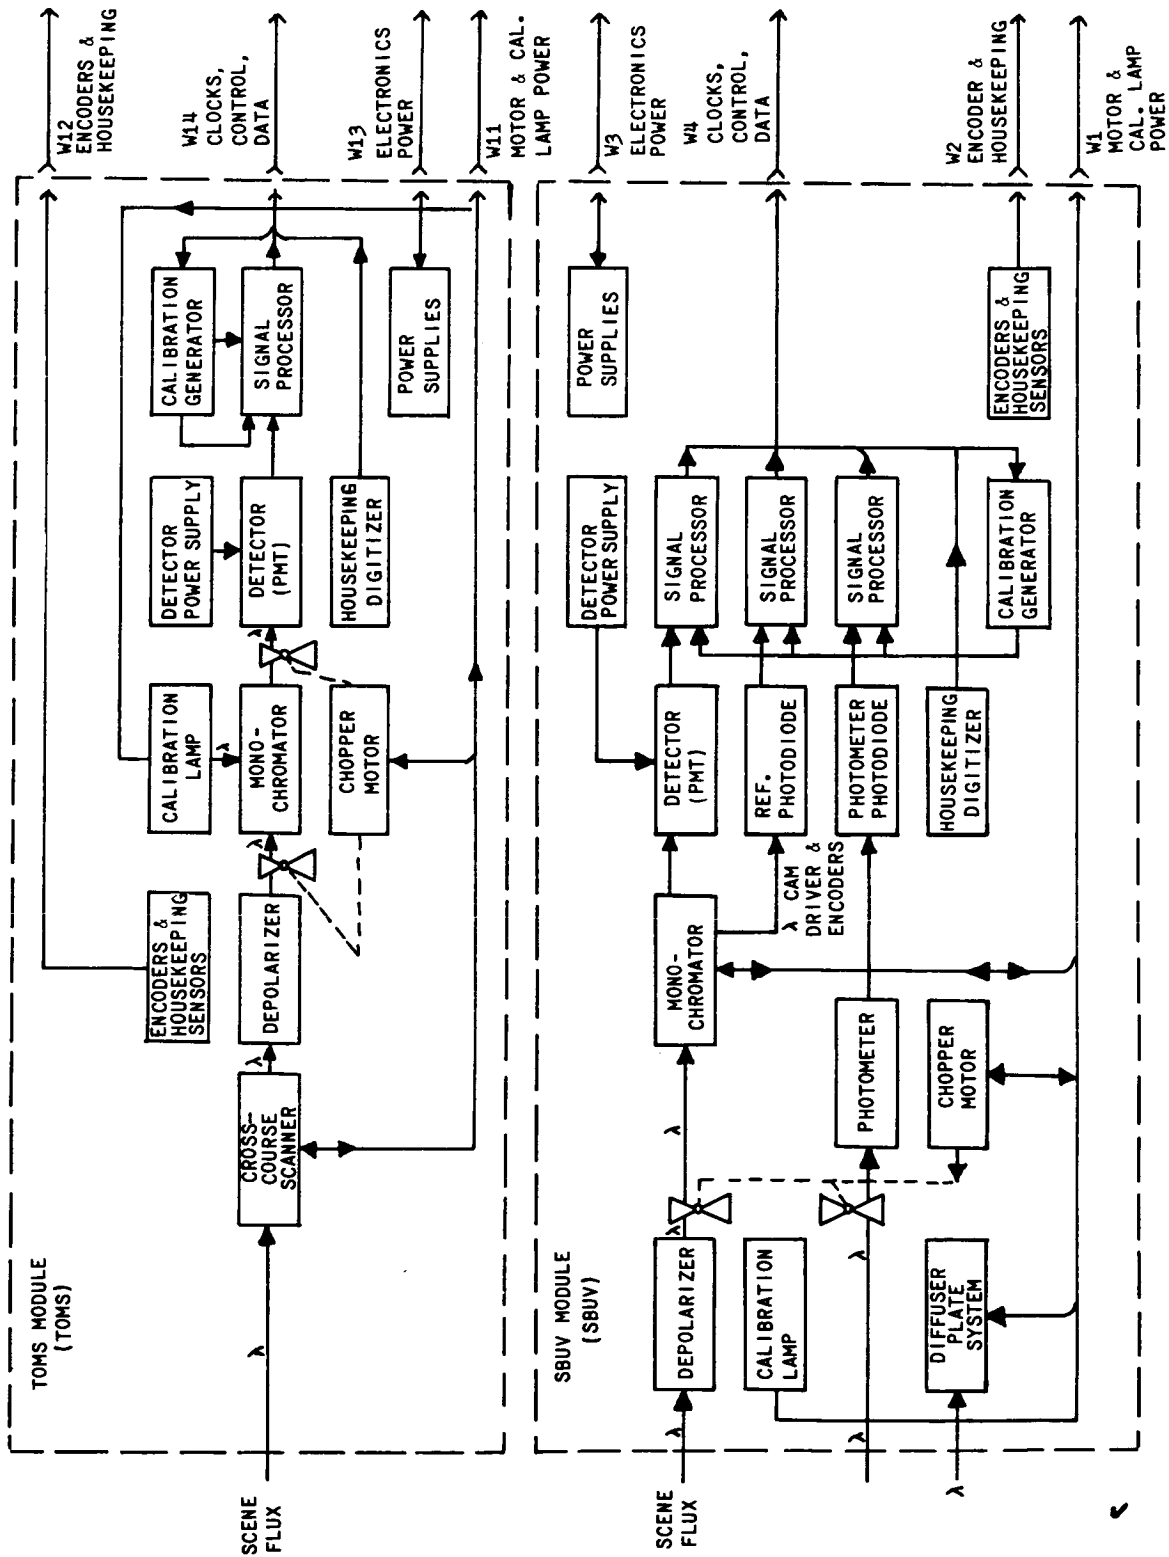 TOMS MODULE
(TOMS)
SCENE
FLUX
λ
CROSS-
COURSE
SCANNER
λ
DEPOLARIZER
ENCODERS &
HOUSEKEEPING
SENSORS
λ
MONO-
CHROMATOR
λ
CALIBRATION
LAMP
CHOPPER
MOTOR
λ
DETECTOR
POWER SUPPLY
DETECTOR
(PMT)
HOUSEKEEPING
DIGITIZER
CALIBRATION
GENERATOR
SIGNAL
PROCESSOR
POWER
SUPPLIES
W12
ENCODERS &
HOUSEKEEPING
W14
CLOCKS,
CONTROL,
DATA
W13
ELECTRONICS
POWER
W11
MOTOR & CAL.
LAMP POWER
SBUV MODULE
(SBUV)
SCENE
FLUX
λ
DEPOLARIZER
λ
λ
CALIBRATION
LAMP
λ
λ
λ
DIFFUSER
PLATE
SYSTEM
PHOTOMETER
CHOPPER
MOTOR
MONO-
CHROMATOR
λ CAM
DRIVER &
ENCODERS
DETECTOR
(PMT)
REF.
PHOTODIODE
PHOTOMETER
PHOTODIODE
HOUSEKEEPING
DIGITIZER
DETECTOR
POWER SUPPLY
SIGNAL
PROCESSOR
SIGNAL
PROCESSOR
SIGNAL
PROCESSOR
CALIBRATION
GENERATOR
POWER
SUPPLIES
ENCODERS &
HOUSEKEEPING
SENSORS
W3
ELECTRONICS
POWER
W4
CLOCKS,
CONTROL,
DATA
W2
ENCODER &
HOUSEKEEPING
W1
MOTOR &
CAL. LAMP
POWER